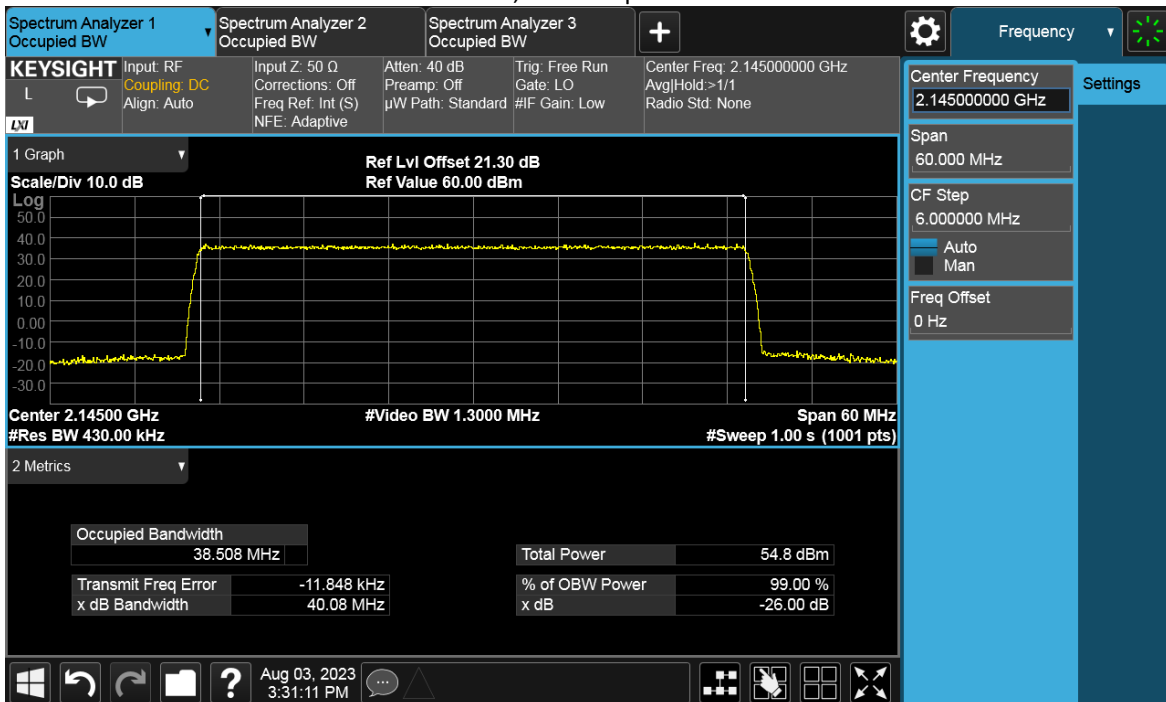 Spectrum Analyzer 1
Occupied BW
Spectrum Analyzer 2
Occupied BW
Spectrum Analyzer 3
Occupied BW
Frequency
KEYSIGHT
L
LXI
Input: RF
Coupling: DC
Align: Auto
Input Z: 50 Ω
Corrections: Off
Freq Ref: Int (S)
NFE: Adaptive
Atten: 40 dB
Preamp: Off
µW Path: Standard
Trig: Free Run
Gate: LO
#IF Gain: Low
Center Freq: 2.145000000 GHz
Avg|Hold:>1/1
Radio Std: None
Center Frequency
2.145000000 GHz
Settings
Span
60.000 MHz
CF Step
6.000000 MHz
Auto
Man
Freq Offset
0 Hz
1 Graph
Scale/Div 10.0 dB
Ref Lvl Offset 21.30 dB
Ref Value 60.00 dBm
Log
50.0
40.0
30.0
20.0
10.0
0.00
-10.0
-20.0
-30.0
Center 2.14500 GHz
#Res BW 430.00 kHz
#Video BW 1.3000 MHz
Span 60 MHz
#Sweep 1.00 s (1001 pts)
2 Metrics
Occupied Bandwidth
38.508 MHz
Total Power 54.8 dBm
Transmit Freq Error -11.848 kHz
% of OBW Power 99.00 %
x dB Bandwidth 40.08 MHz
x dB -26.00 dB
?
Aug 03, 2023
3:31:11 PM